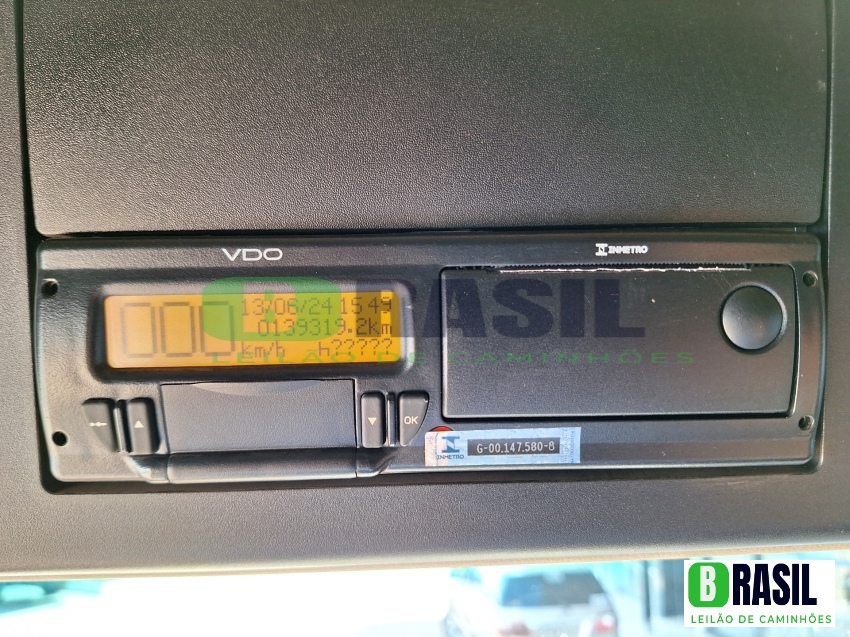 VDO
INMETRO
000
13/06/24 15 49
0139319.2km
km/h h?????
BRASIL
LEILÃO DE CAMINHÕES
OK
INMETRO
G-00.147.580-8
BRASIL
LEILÃO DE CAMINHÕES